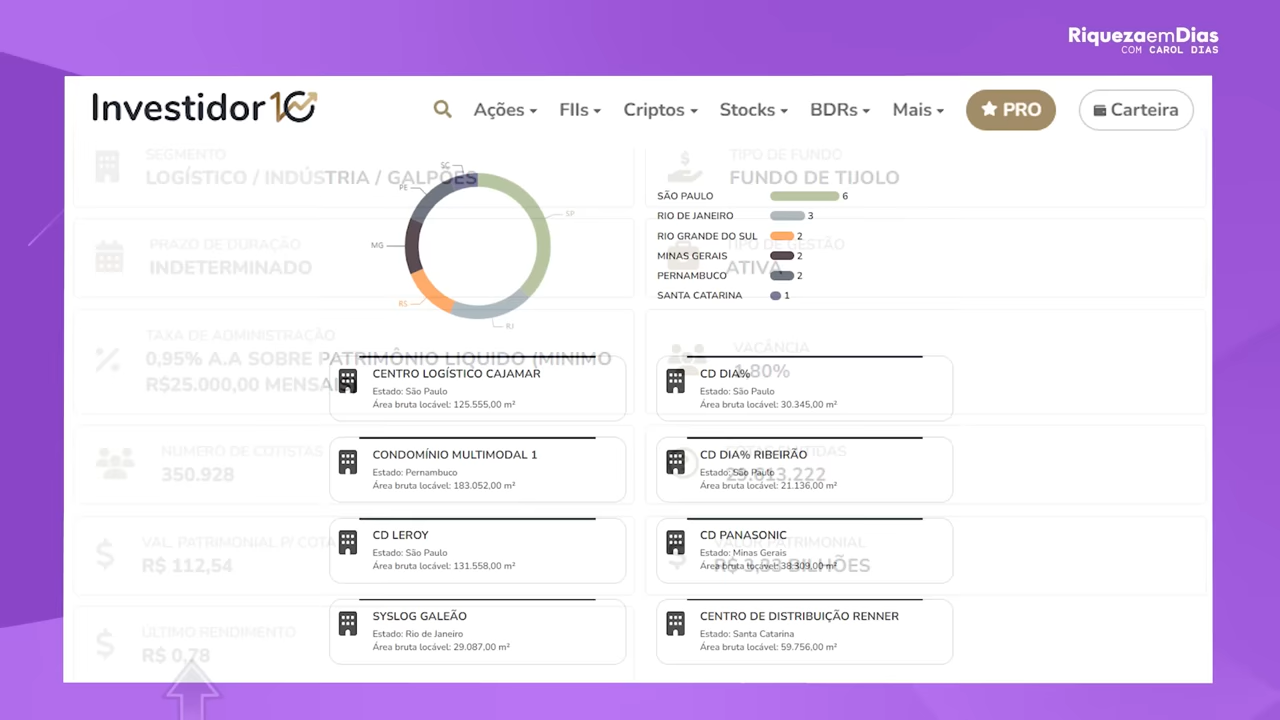 RiquezaemDias
COM CAROL DIAS
Investidor10
Ações
FIIs
Criptos
Stocks
BDRs
Mais
PRO
Carteira
SEGMENTO
LOGÍSTICO / INDÚSTRIA / GALPÕES
TIPO DE FUNDO
FUNDO DE TIJOLO
SC
PE
SP
MG
RS
RJ
SÃO PAULO 6
RIO DE JANEIRO 3
RIO GRANDE DO SUL 2
MINAS GERAIS 2
PERNAMBUCO 2
SANTA CATARINA 1
PRAZO DE DURAÇÃO
INDETERMINADO
TIPO DE GESTÃO
ATIVA
TAXA DE ADMINISTRAÇÃO
0,95% A.A SOBRE PATRIMÔNIO LIQUIDO (MINIMO
R$25.000,00 MENSAL
VACÂNCIA
CENTRO LOGÍSTICO CAJAMAR
Estado: São Paulo
Área bruta locável: 125.555,00 m²
CD DIA%
Estado: São Paulo
Área bruta locável: 30.345,00 m²
NUMERO DE COTISTAS
350.928
CONDOMÍNIO MULTIMODAL 1
Estado: Pernambuco
Área bruta locável: 183.052,00 m²
CD DIA% RIBEIRÃO
Estado: São Paulo
Área bruta locável: 21.136,00 m²
VAL. PATRIMONIAL P/ COTA
R$ 112,54
VALOR PATRIMONIAL
CD LEROY
Estado: São Paulo
Área bruta locável: 131.558,00 m²
CD PANASONIC
Estado: Minas Gerais
Área bruta locável: 38.309,00 m²
ÚLTIMO RENDIMENTO
R$ 0,78
SYSLOG GALEÃO
Estado: Rio de Janeiro
Área bruta locável: 29.087,00 m²
CENTRO DE DISTRIBUIÇÃO RENNER
Estado: Santa Catarina
Área bruta locável: 59.756,00 m²